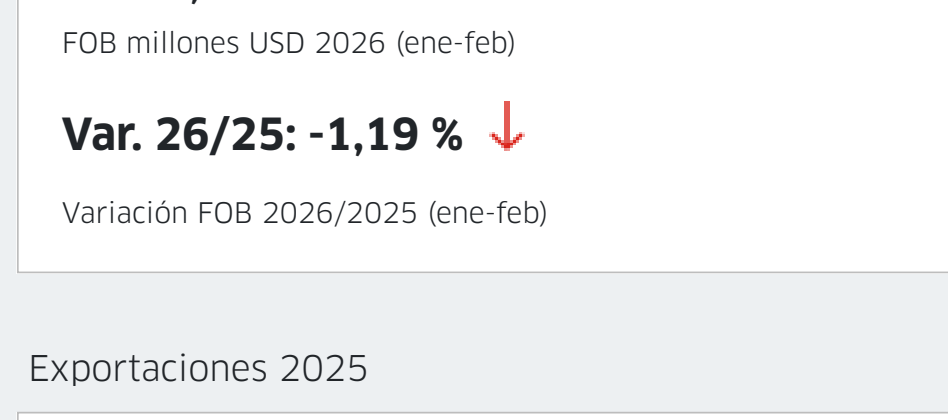 FOB millones USD 2026 (ene-feb)
Var. 26/25: -1,19 %
Variación FOB 2026/2025 (ene-feb)
Exportaciones 2025